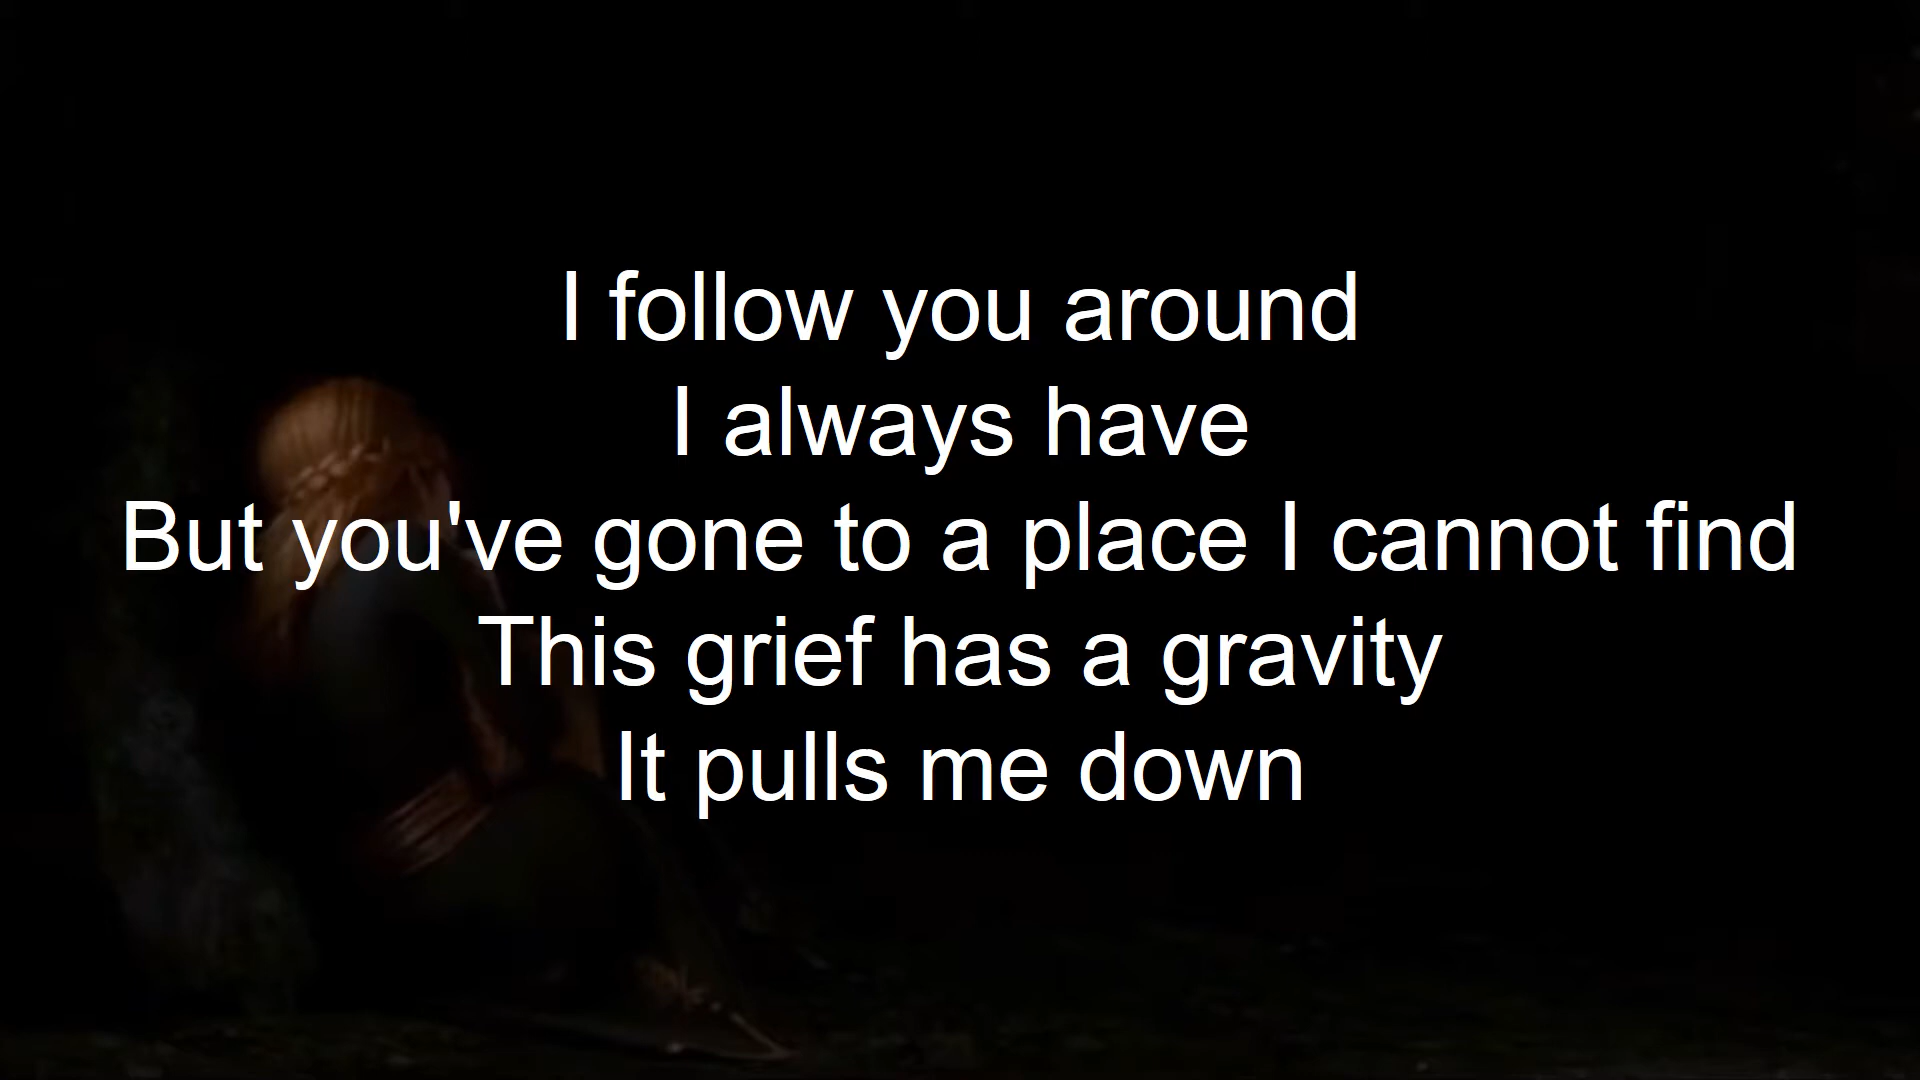 I follow you around
I always have
But you've gone to a place I cannot find
This grief has a gravity
It pulls me down